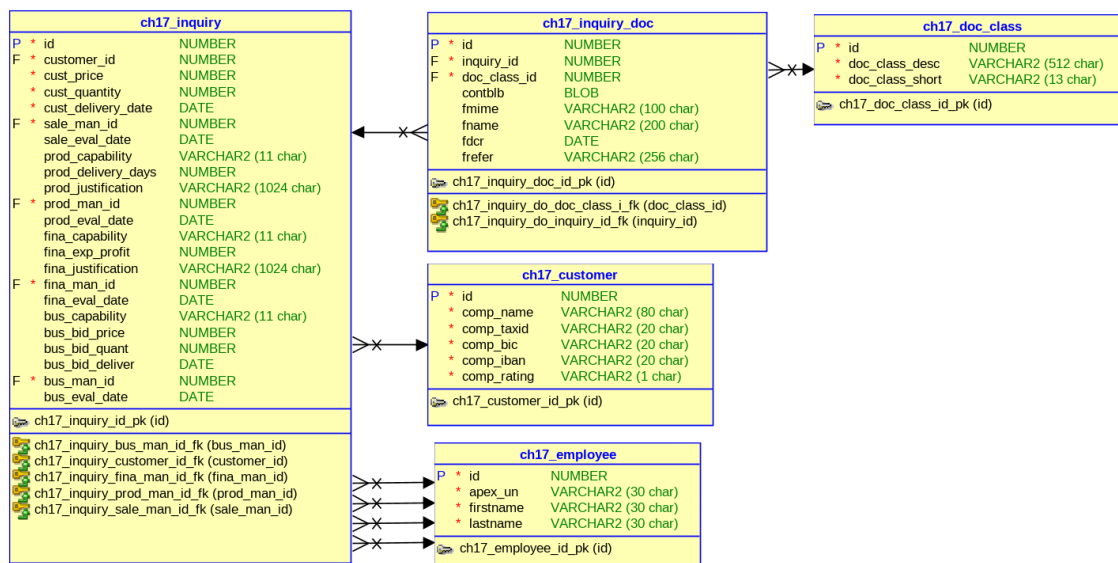 ch17_inquiry
P * id NUMBER
F * customer_id NUMBER
* cust_price NUMBER
* cust_quantity NUMBER
* cust_delivery_date DATE
F * sale_man_id NUMBER
sale_eval_date DATE
prod_capability VARCHAR2 (11 char)
prod_delivery_days NUMBER
prod_justification VARCHAR2 (1024 char)
F * prod_man_id NUMBER
prod_eval_date DATE
fina_capability VARCHAR2 (11 char)
fina_exp_profit NUMBER
fina_justification VARCHAR2 (1024 char)
F * fina_man_id NUMBER
fina_eval_date DATE
bus_capability VARCHAR2 (11 char)
bus_bid_price NUMBER
bus_bid_quant NUMBER
bus_bid_deliver DATE
F * bus_man_id NUMBER
bus_eval_date DATE
ch17_inquiry_id_pk (id)
ch17_inquiry_bus_man_id_fk (bus_man_id)
ch17_inquiry_customer_id_fk (customer_id)
ch17_inquiry_fina_man_id_fk (fina_man_id)
ch17_inquiry_prod_man_id_fk (prod_man_id)
ch17_inquiry_sale_man_id_fk (sale_man_id)
ch17_inquiry_doc
P * id NUMBER
F * inquiry_id NUMBER
F * doc_class_id NUMBER
contblb BLOB
fmime VARCHAR2 (100 char)
fname VARCHAR2 (200 char)
fdcr DATE
frefer VARCHAR2 (256 char)
ch17_inquiry_doc_id_pk (id)
ch17_inquiry_do_doc_class_i_fk (doc_class_id)
ch17_inquiry_do_inquiry_id_fk (inquiry_id)
ch17_doc_class
P * id NUMBER
* doc_class_desc VARCHAR2 (512 char)
* doc_class_short VARCHAR2 (13 char)
ch17_doc_class_id_pk (id)
ch17_customer
P * id NUMBER
* comp_name VARCHAR2 (80 char)
* comp_taxid VARCHAR2 (20 char)
* comp_bic VARCHAR2 (20 char)
* comp_iban VARCHAR2 (20 char)
* comp_rating VARCHAR2 (1 char)
ch17_customer_id_pk (id)
ch17_employee
P * id NUMBER
* apex_un VARCHAR2 (30 char)
* firstname VARCHAR2 (30 char)
* lastname VARCHAR2 (30 char)
ch17_employee_id_pk (id)